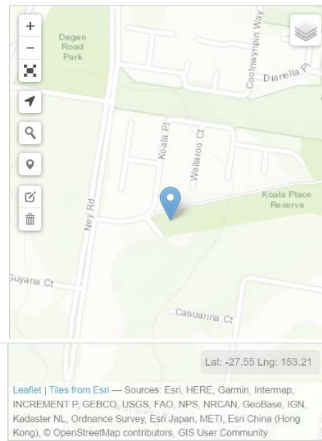 +
−
Degen
Road
Park
Coolnwynpin Way
Dianella Pl
Koala Pl
Wallaroo Ct
Ney Rd
Koala Place
Reserve
Guyana Ct
Casuarina Ct
Lat: -27.55 Lng: 153.21
Leaflet | Tiles from Esri — Sources: Esri, HERE, Garmin, Intermap,
INCREMENT P, GEBCO, USGS, FAO, NPS, NRCAN, GeoBase, IGN,
Kadaster NL, Ordnance Survey, Esri Japan, METI, Esri China (Hong
Kong), © OpenStreetMap contributors, GIS User Community